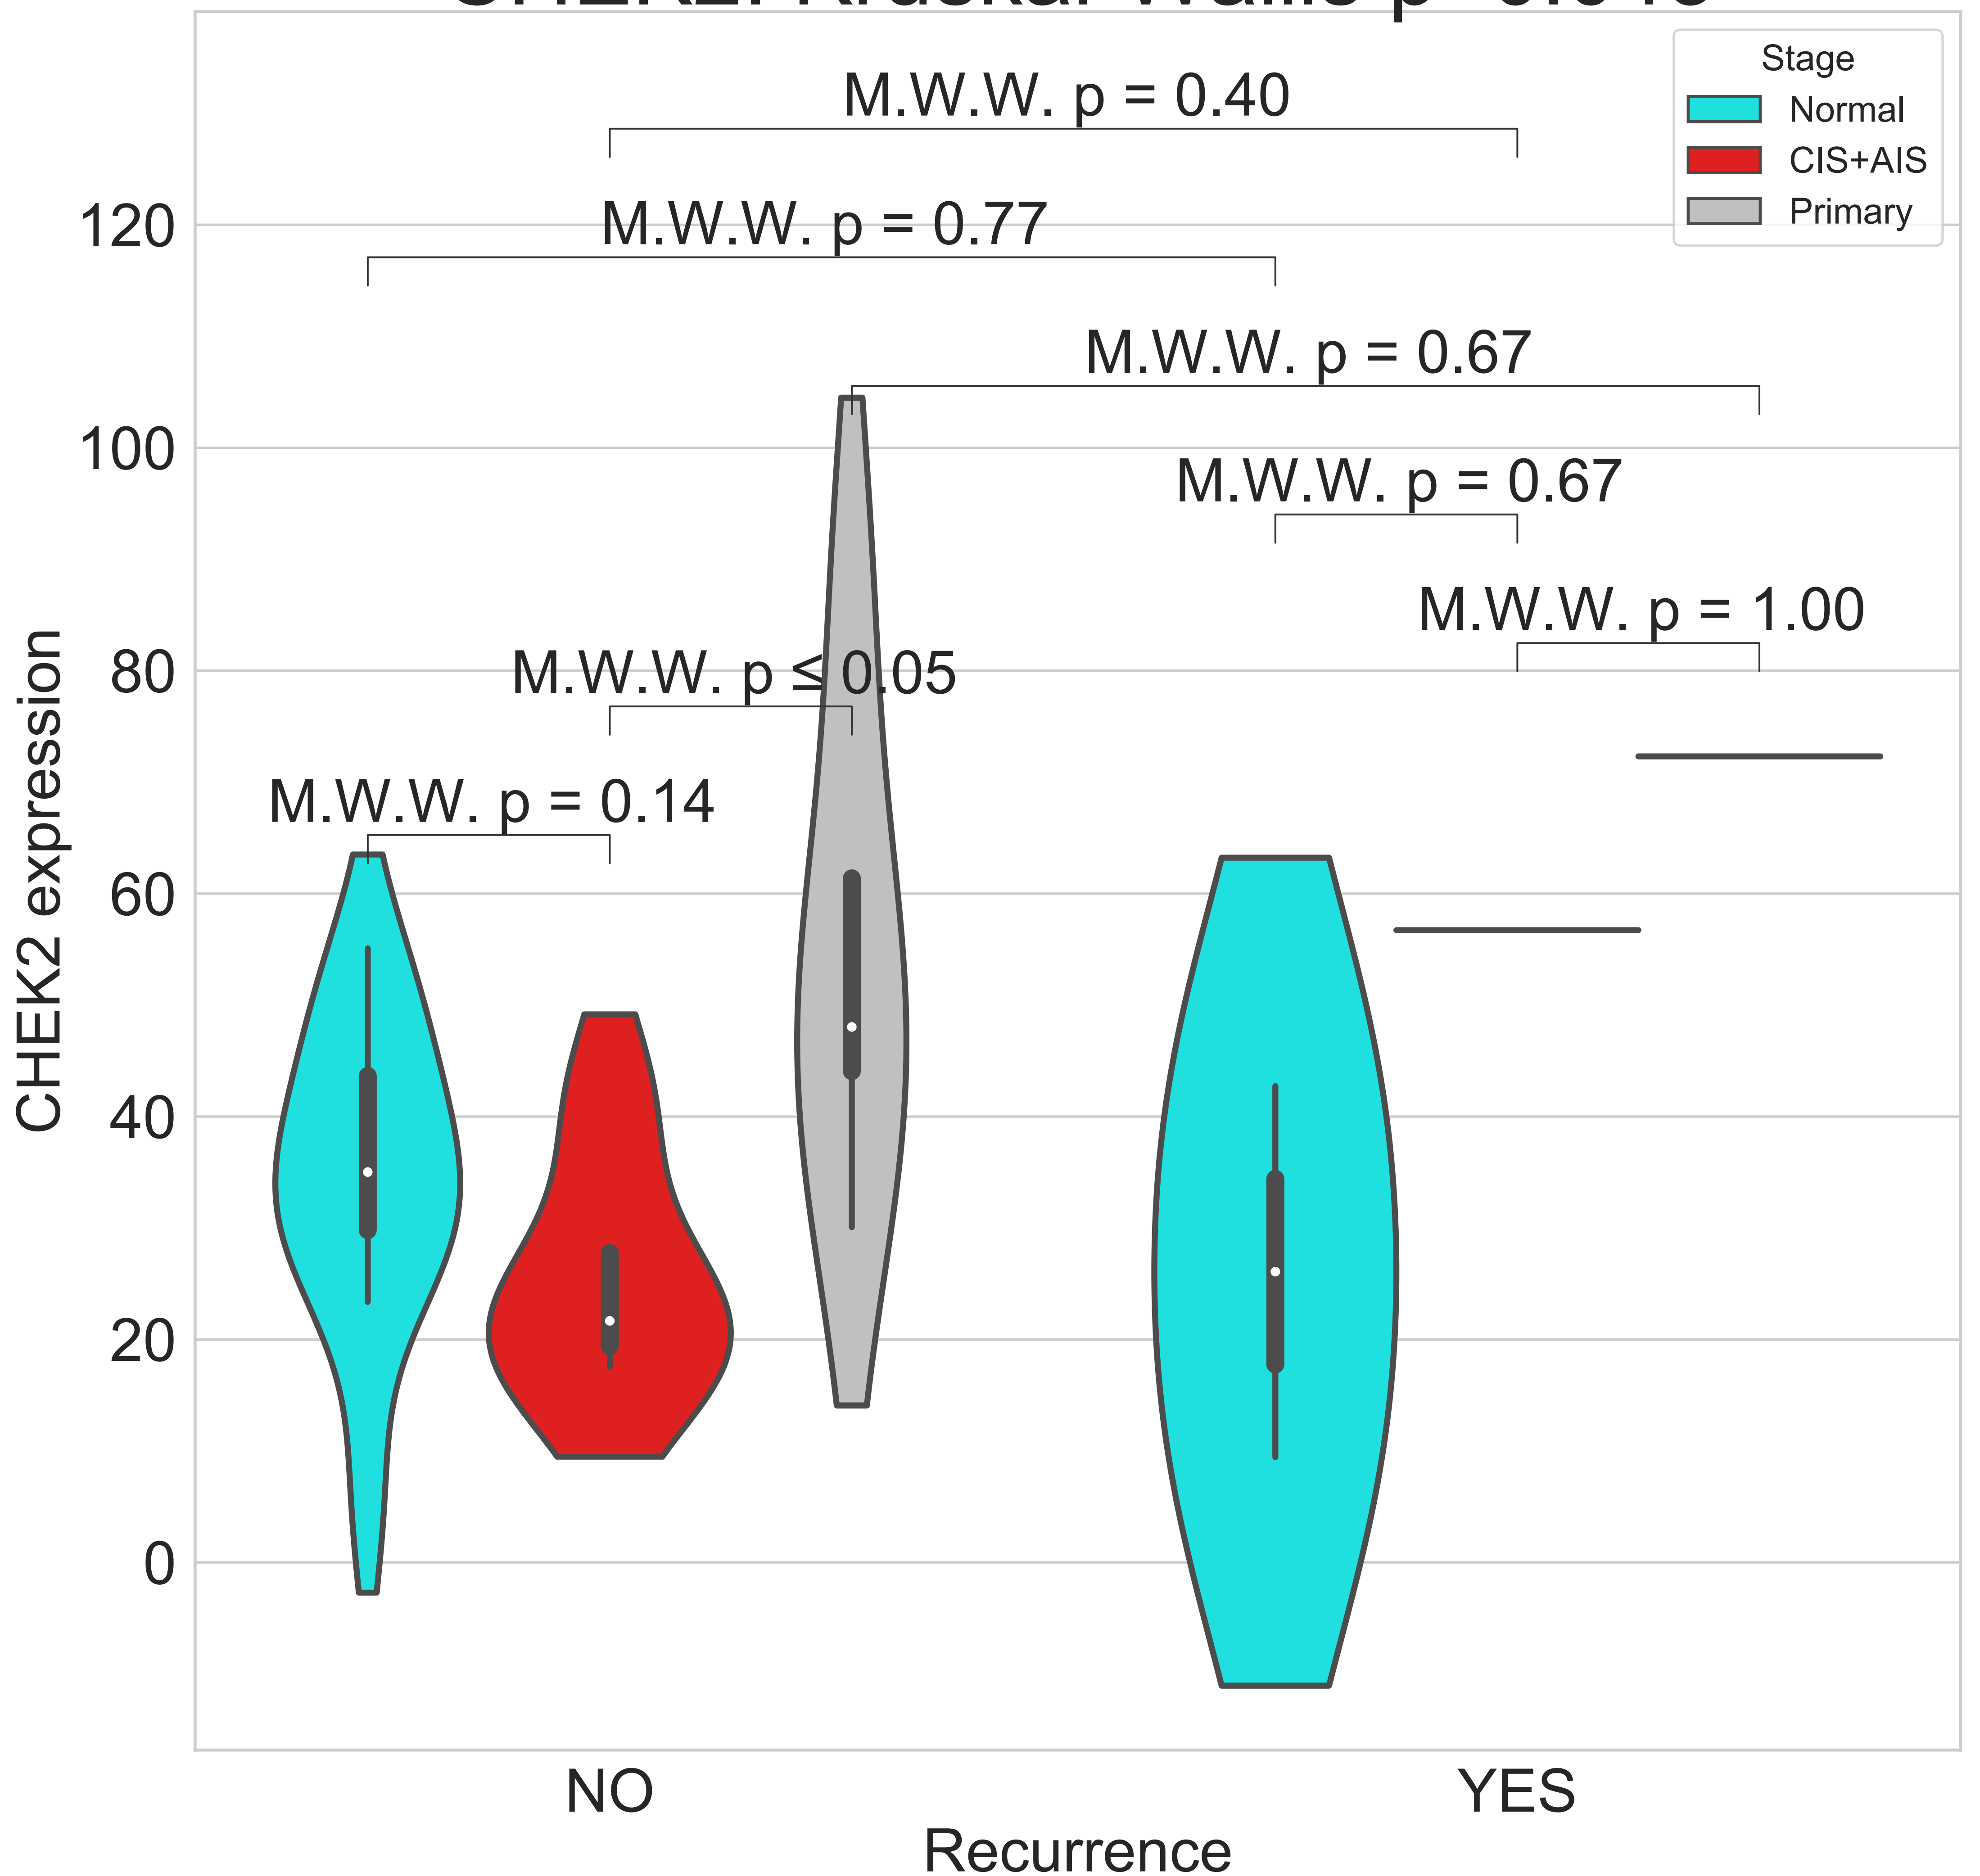 Stage
Normal
CIS+AIS
Primary
M.W.W. p = 0.40
M.W.W. p = 0.77
M.W.W. p = 0.67
M.W.W. p = 0.67
M.W.W. p = 1.00
M.W.W. p ≤ 0.05
M.W.W. p = 0.14
120
100
80
60
40
20
0
CHEK2 expression
NO
YES
Recurrence